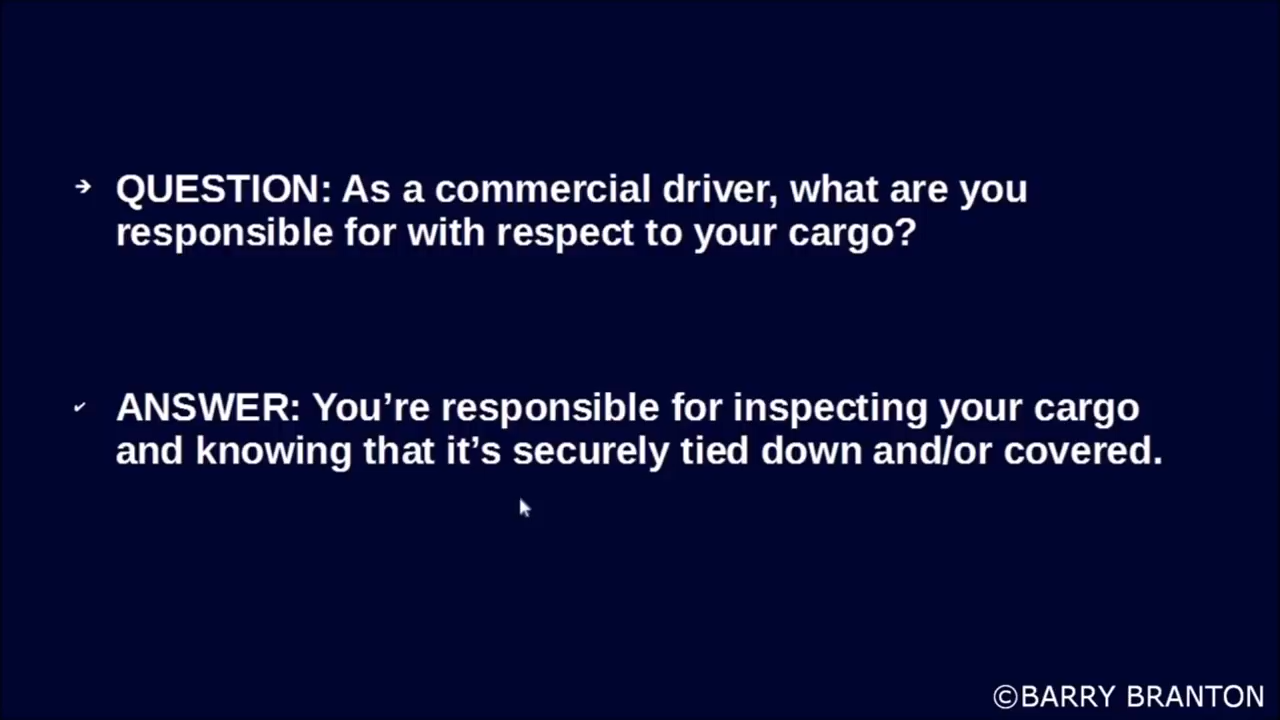 ➔ QUESTION: As a commercial driver, what are you
responsible for with respect to your cargo?
✔ ANSWER: You’re responsible for inspecting your cargo
and knowing that it’s securely tied down and/or covered.
©BARRY BRANTON